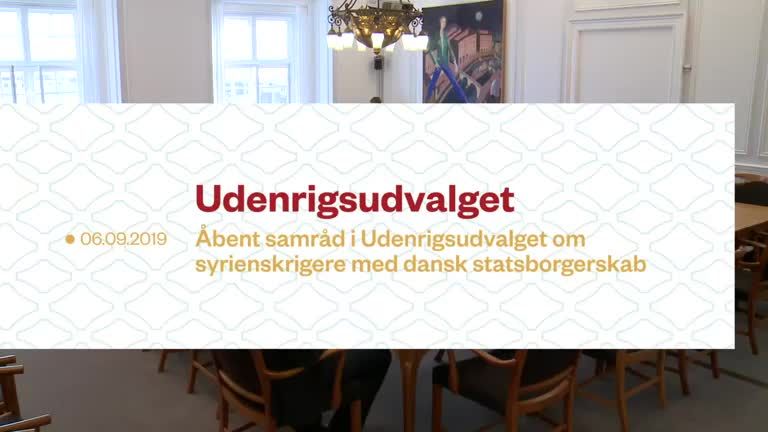 Udenrigsudvalget
06.09.2019
Åbent samråd i Udenrigsudvalget om
syrienskrigere med dansk statsborgerskab